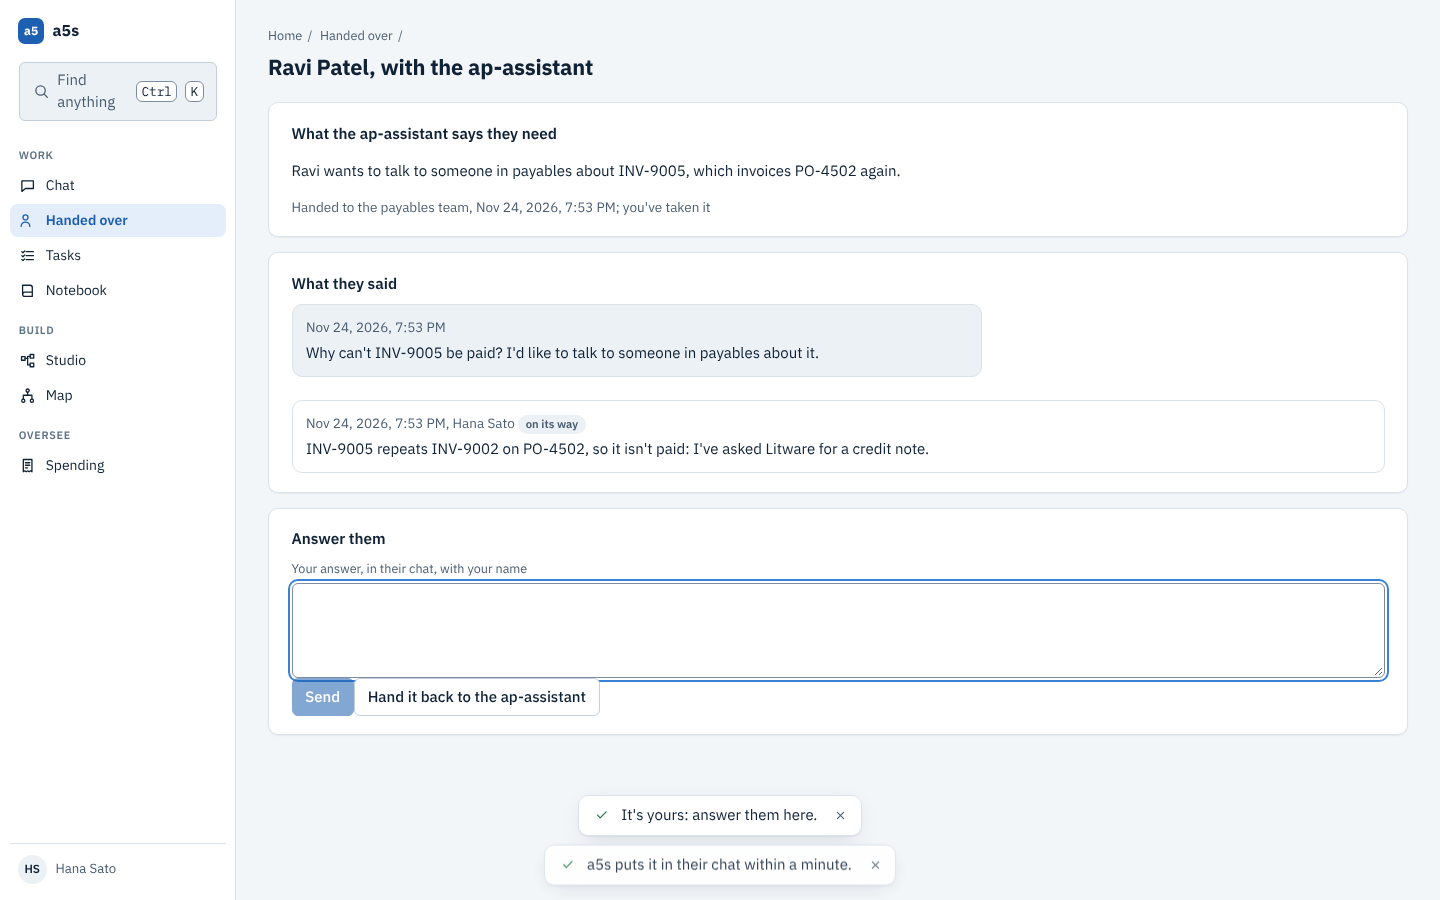 a5 a5s
Find anything Ctrl K
WORK
Chat
Handed over
Tasks
Notebook
BUILD
Studio
Map
OVERSEE
Spending
HS Hana Sato
Home / Handed over /
Ravi Patel, with the ap-assistant
What the ap-assistant says they need
Ravi wants to talk to someone in payables about INV-9005, which invoices PO-4502 again.
Handed to the payables team, Nov 24, 2026, 7:53 PM; you've taken it
What they said
Nov 24, 2026, 7:53 PM
Why can't INV-9005 be paid? I'd like to talk to someone in payables about it.
Nov 24, 2026, 7:53 PM, Hana Sato on its way
INV-9005 repeats INV-9002 on PO-4502, so it isn't paid: I've asked Litware for a credit note.
Answer them
Your answer, in their chat, with your name
Send Hand it back to the ap-assistant
It's yours: answer them here.
a5s puts it in their chat within a minute.